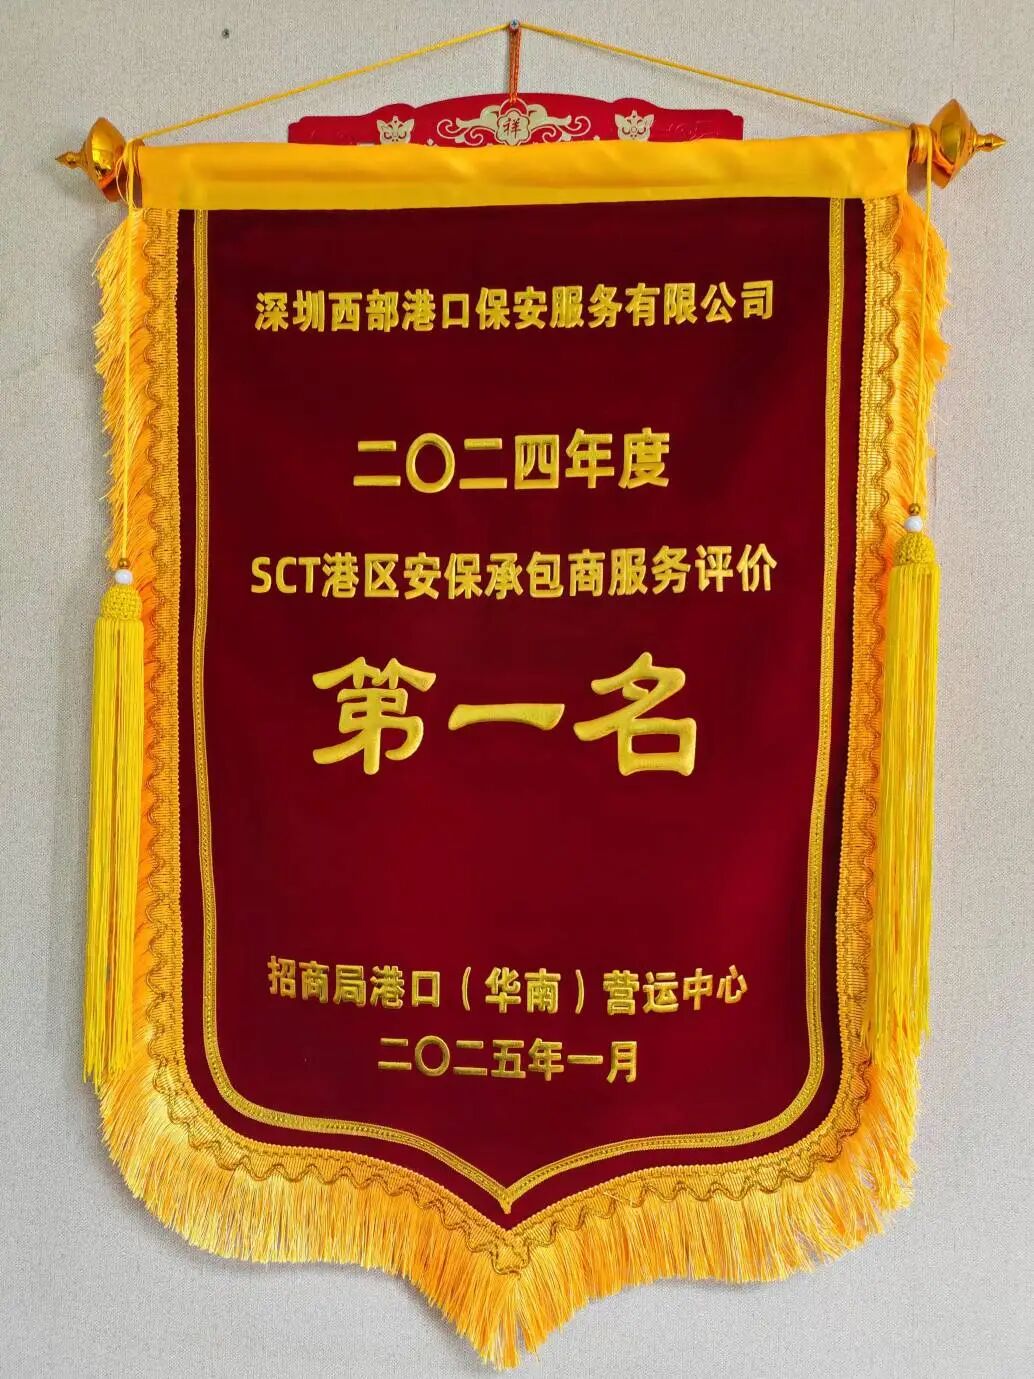 祥
深圳西部港口保安服务有限公司
二〇二四年度
SCT港区安保承包商服务评价
第一名
招商局港口（华南）营运中心
二〇二五年一月